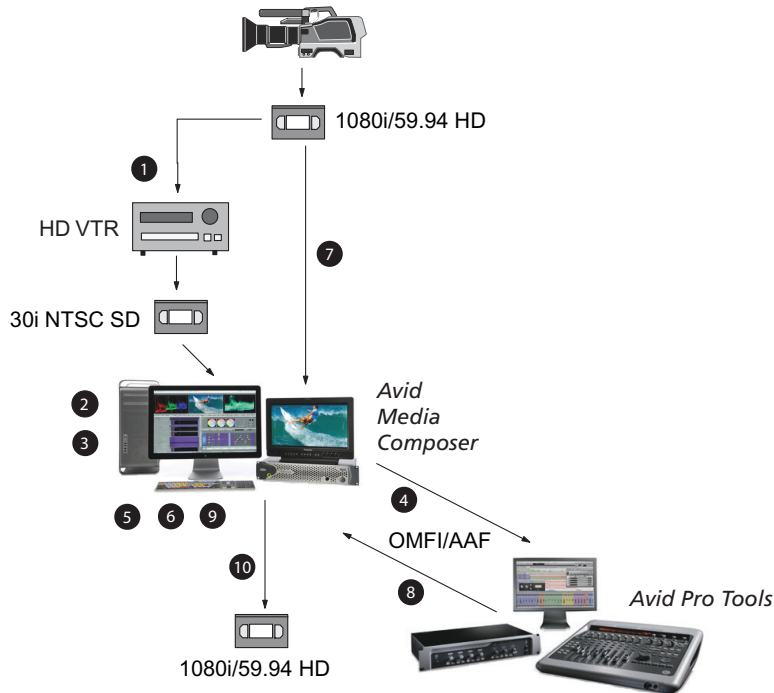 1080i/59.94 HD
1
HD VTR
7
30i NTSC SD
2
3
Avid
Media
Composer
4
5
6
9
OMFI/AAF
10
8
Avid Pro Tools
1080i/59.94 HD